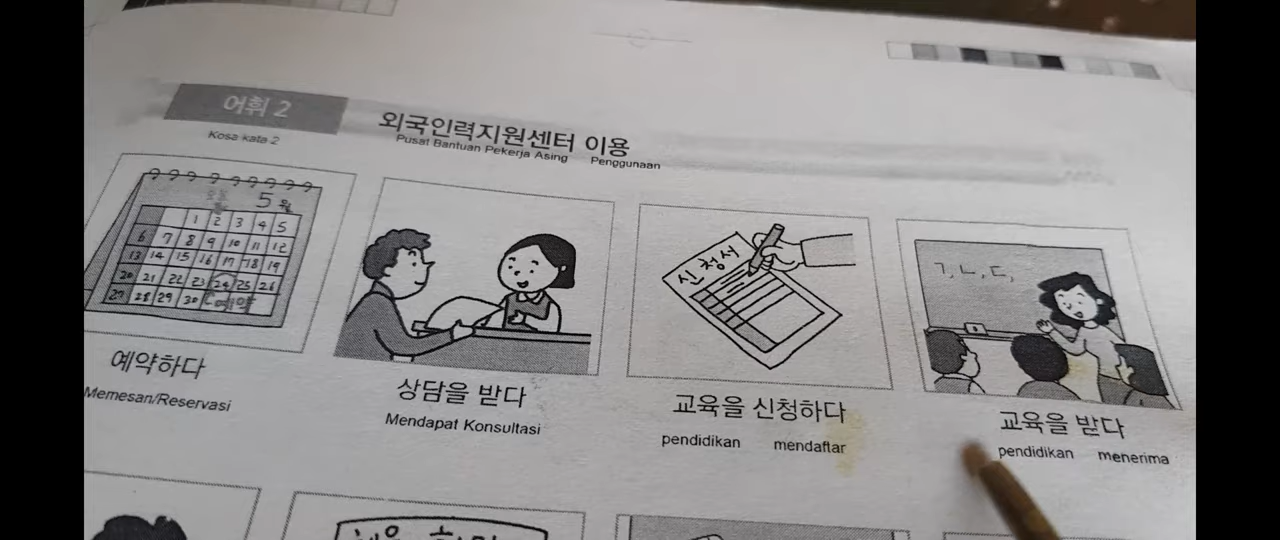 어휘 2
Kosa kata 2
외국인력지원센터 이용
Pusat Bantuan Pekerja Asing Penggunaan
5월
1 2 3 4 5
6 7 8 9 10 11 12
13 14 15 16 17 18 19
20 21 22 23 24 25 26
27 28 29 30 예약
신청서
ㄱ, ㄴ, ㄷ,
예약하다
Memesan/Reservasi
상담을 받다
Mendapat Konsultasi
교육을 신청하다
pendidikan mendaftar
교육을 받다
pendidikan menerima